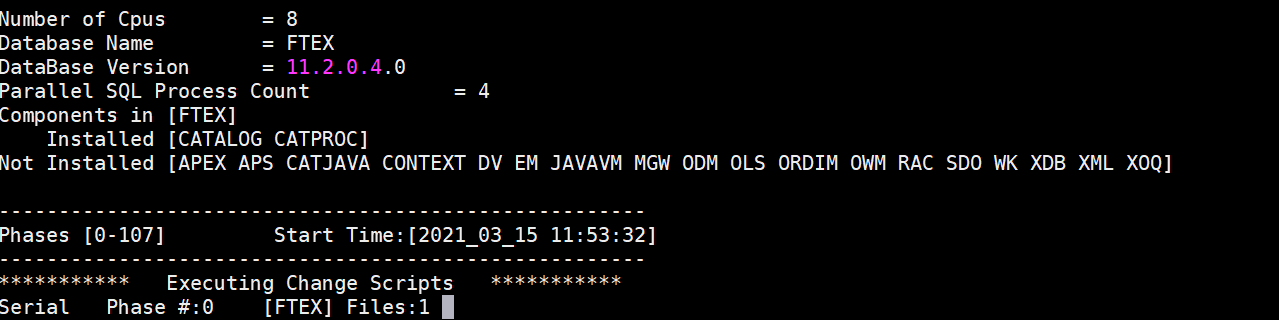 Number of Cpus        = 8
Database Name         = FTEX
DataBase Version      = 11.2.0.4.0
Parallel SQL Process Count            = 4
Components in [FTEX]
    Installed [CATALOG CATPROC]
Not Installed [APEX APS CATJAVA CONTEXT DV EM JAVAVM MGW ODM OLS ORDIM OWM RAC SDO WK XDB XML XOQ]
------------------------------------------------------
Phases [0-107]         Start Time:[2021_03_15 11:53:32]
------------------------------------------------------
***********   Executing Change Scripts   ***********
Serial   Phase #:0    [FTEX] Files:1